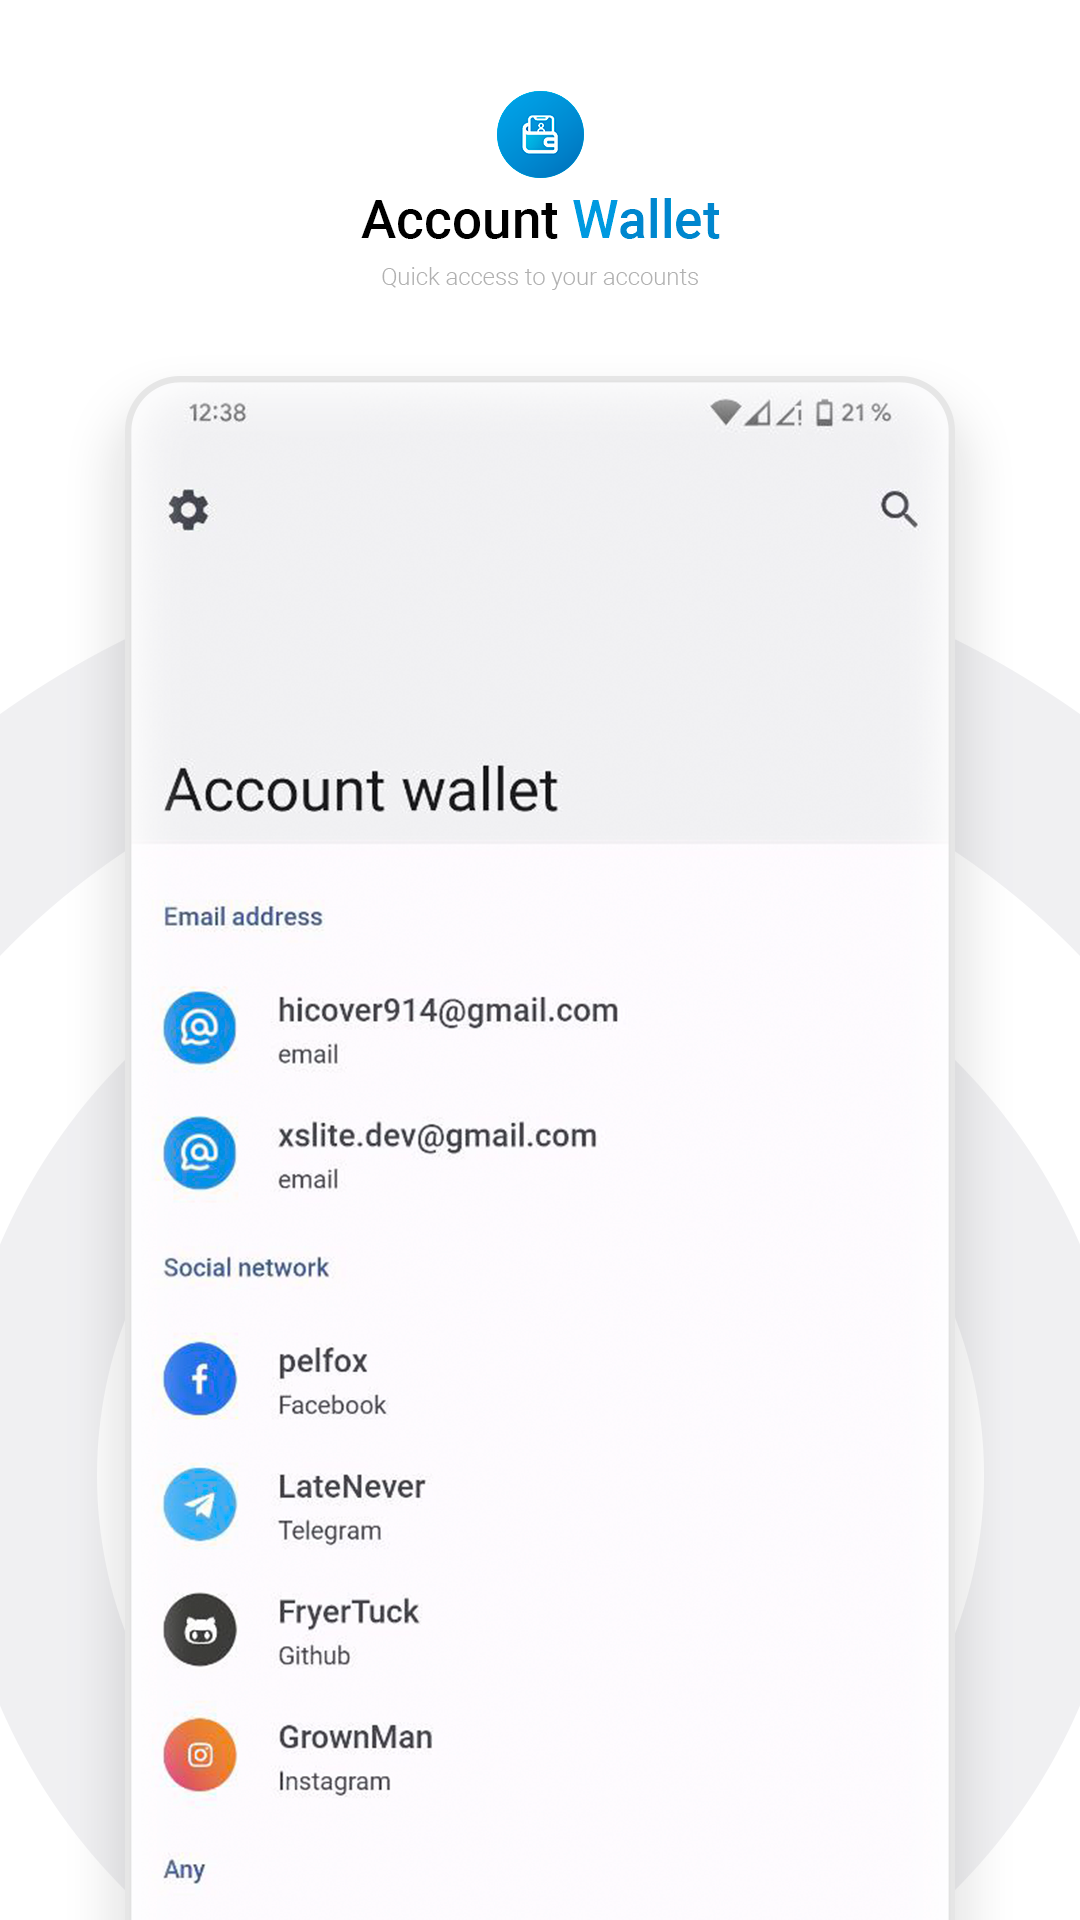 Account Wallet
Quick access to your accounts
12:38
21 %
Account wallet
Email address
hicover914@gmail.com
email
xslite.dev@gmail.com
email
Social network
pelfox
Facebook
LateNever
Telegram
FryerTuck
Github
GrownMan
Instagram
Any